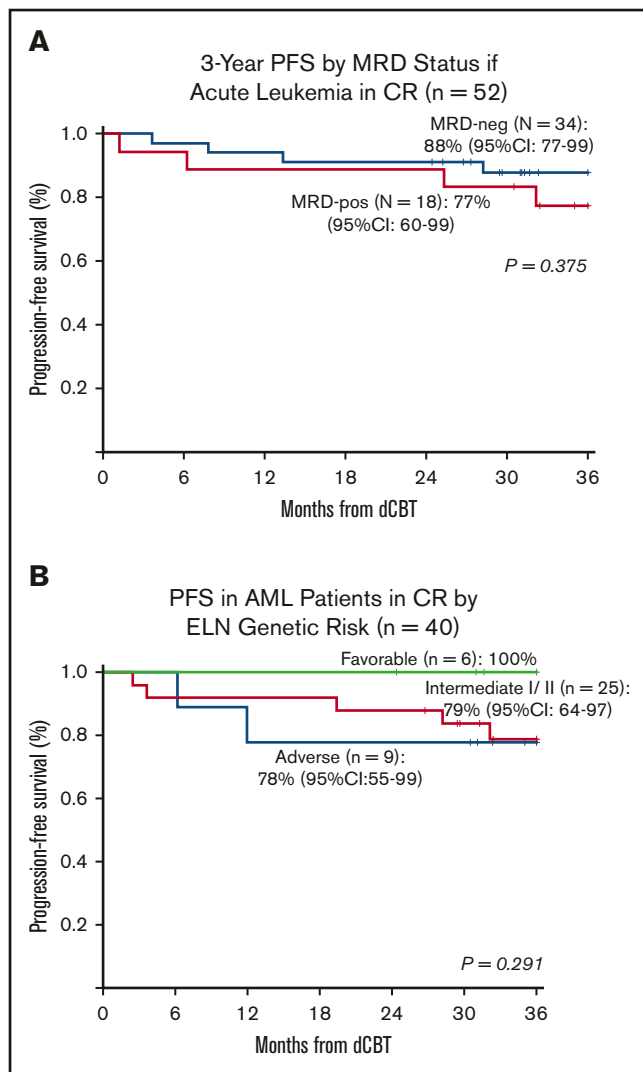 A
3-Year PFS by MRD Status if
Acute Leukemia in CR (n = 52)
Progression-free survival (%)
1.0
0.8
0.6
0.4
0.2
MRD-neg (N = 34):
88% (95%CI: 77-99)
MRD-pos (N = 18): 77%
(95%CI: 60-99)
P = 0.375
0 6 12 18 24 30 36
Months from dCBT
B
PFS in AML Patients in CR by
ELN Genetic Risk (n = 40)
Progression-free survival (%)
1.0
0.8
0.6
0.4
0.2
Favorable (n = 6): 100%
Intermediate I/ II (n = 25):
79% (95%CI: 64-97)
Adverse (n = 9):
78% (95%CI:55-99)
P = 0.291
0 6 12 18 24 30 36
Months from dCBT